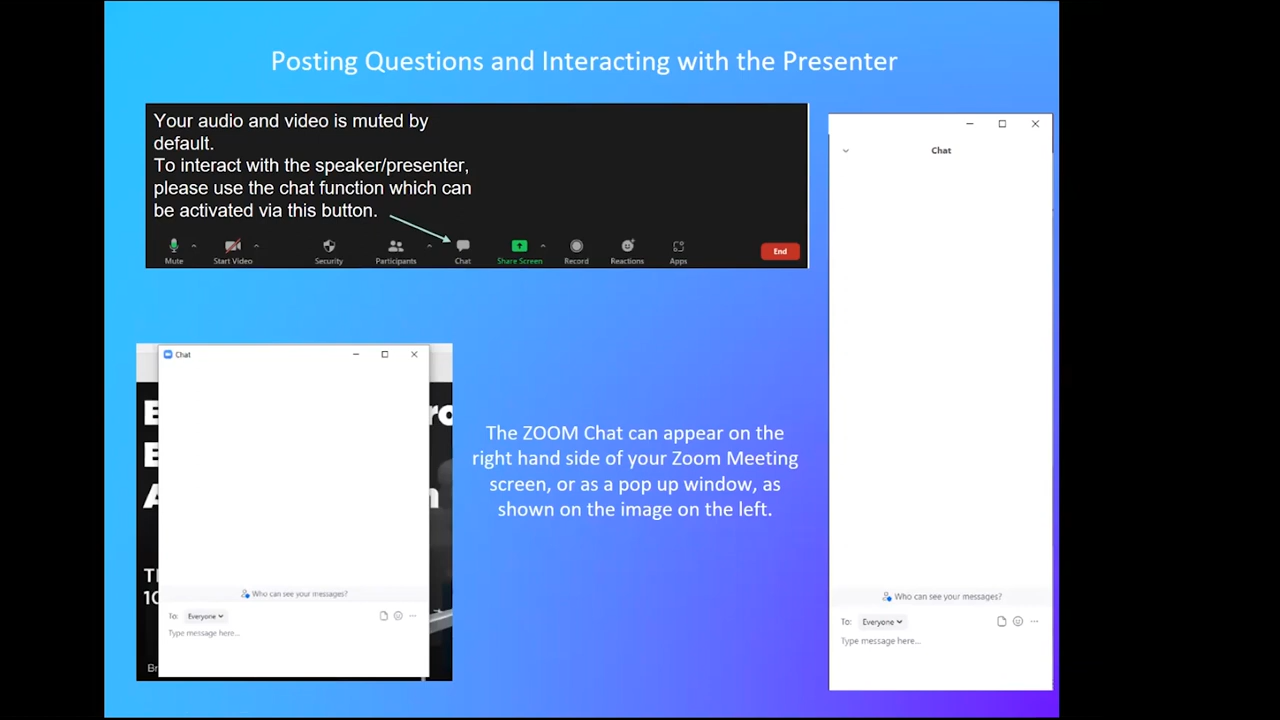 Posting Questions and Interacting with the Presenter
Your audio and video is muted by
default.
To interact with the speaker/presenter,
please use the chat function which can
be activated via this button.
Mute
Start Video
Security
Participants
Chat
Share Screen
Record
Reactions
Apps
End
Chat
Who can see your messages?
To: Everyone
Type message here...
Br
The ZOOM Chat can appear on the
right hand side of your Zoom Meeting
screen, or as a pop up window, as
shown on the image on the left.
Chat
Who can see your messages?
To: Everyone
Type message here...